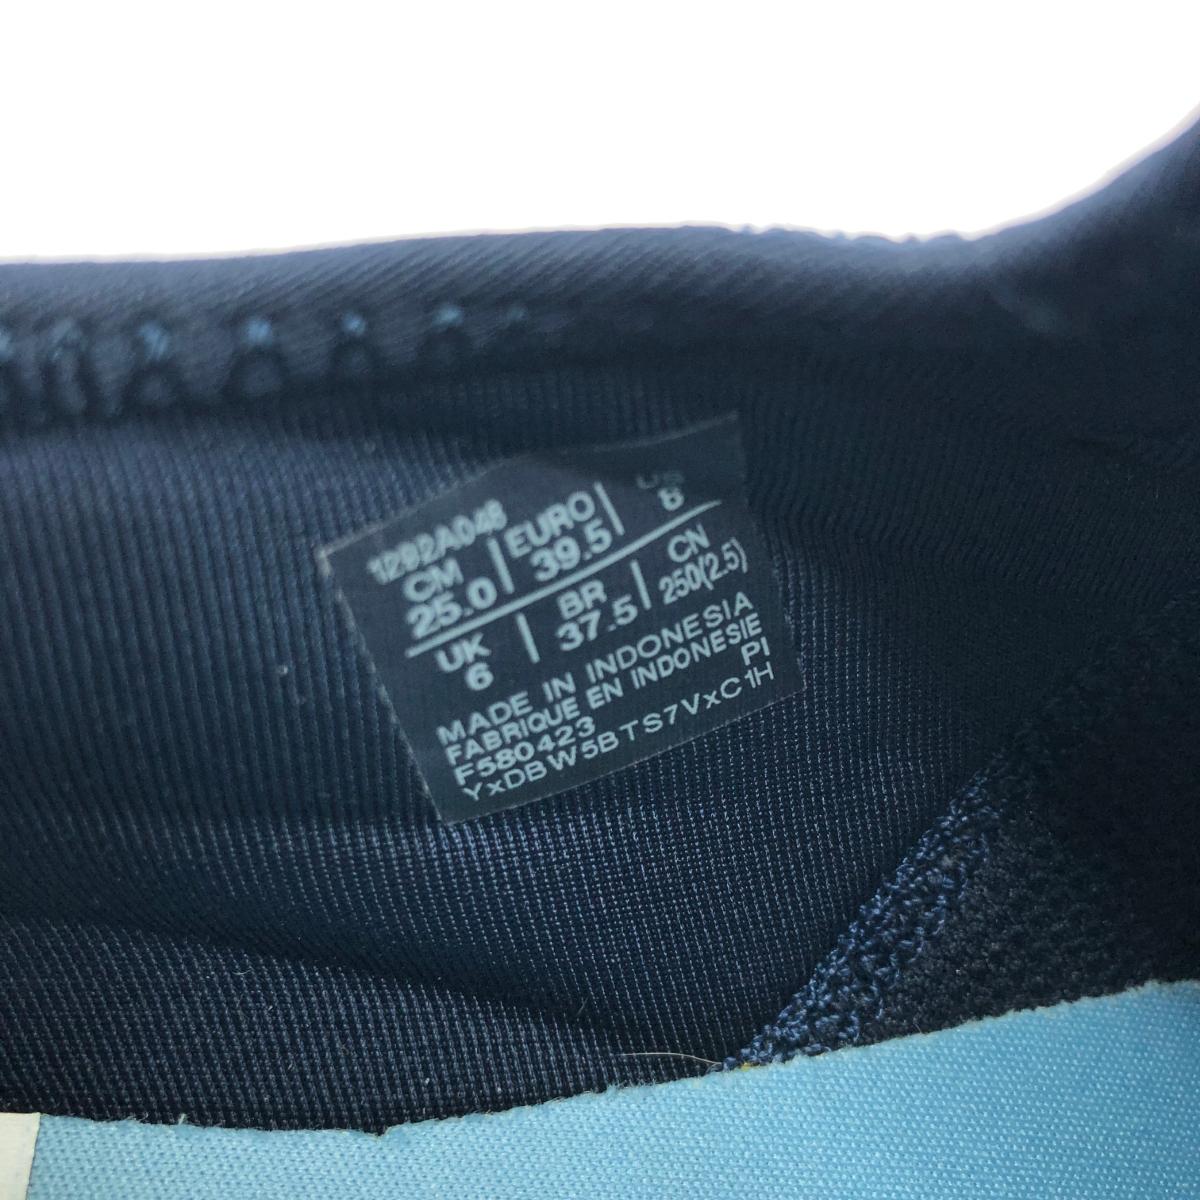 1292A048
CM | EURO | US
25.0 | 39.5 | 8
UK | BR | CN
6 | 37.5 | 250(2.5)
MADE IN INDONESIA
FABRIQUE EN INDONESIE
F580423 PI
YxDBW5BTS7VxC1H